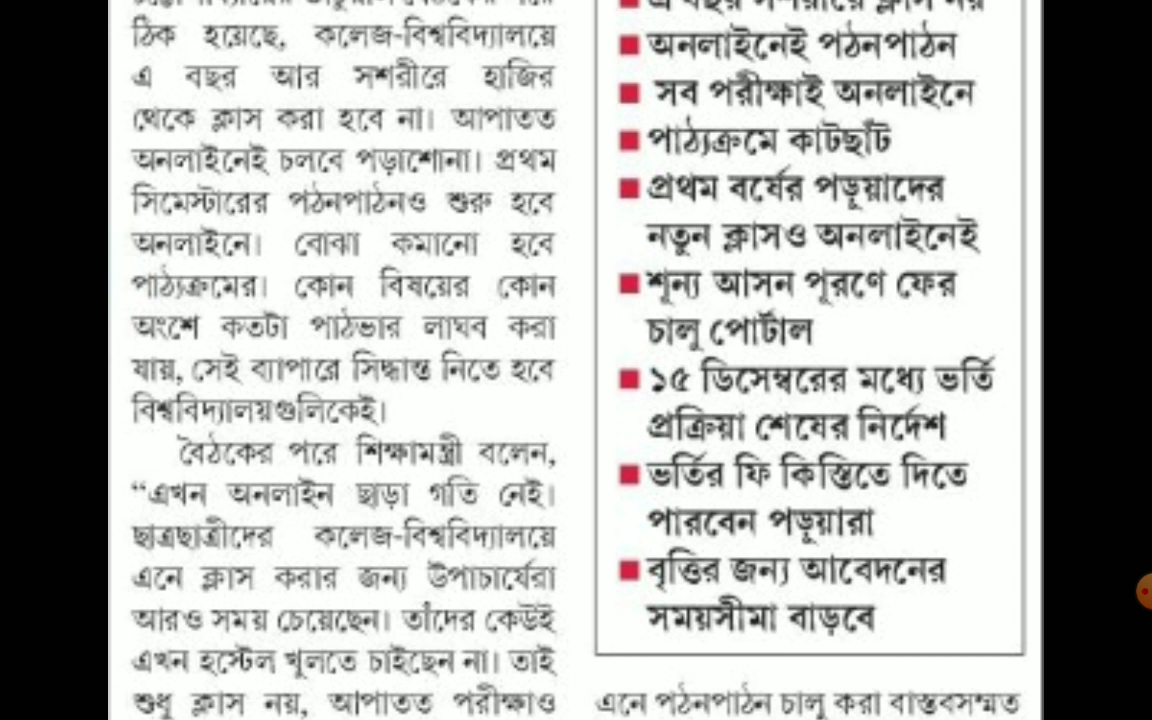 ঠিক হয়েছে, কলেজ-বিশ্ববিদ্যালয়ে
এ বছর আর সশরীরে হাজির
থেকে ক্লাস করা হবে না। আপাতত
অনলাইনেই চলবে পড়াশোনা। প্রথম
সিমেস্টারের পঠনপাঠনও শুরু হবে
অনলাইনে। বোঝা কমানো হবে
পাঠ্যক্রমের। কোন বিষয়ের কোন
অংশে কতটা পাঠভার লাঘব করা
যায়, সেই ব্যাপারে সিদ্ধান্ত নিতে হবে
বিশ্ববিদ্যালয়গুলিকেই।
বৈঠকের পরে শিক্ষামন্ত্রী বলেন,
“এখন অনলাইন ছাড়া গতি নেই।
ছাত্রছাত্রীদের কলেজ-বিশ্ববিদ্যালয়ে
এনে ক্লাস করার জন্য উপাচার্যেরা
আরও সময় চেয়েছেন। তাঁদের কেউই
এখন হস্টেল খুলতে চাইছেন না। তাই
শুধু ক্লাস নয়, আপাতত পরীক্ষাও
এ বছর সশরীরে ক্লাস নয়
অনলাইনেই পঠনপাঠন
সব পরীক্ষাই অনলাইনে
পাঠ্যক্রমে কাটছাঁট
প্রথম বর্ষের পড়ুয়াদের
নতুন ক্লাসও অনলাইনেই
শূন্য আসন পূরণে ফের
চালু পোর্টাল
১৫ ডিসেম্বরের মধ্যে ভর্তি
প্রক্রিয়া শেষের নির্দেশ
ভর্তির ফি কিস্তিতে দিতে
পারবেন পড়ুয়ারা
বৃত্তির জন্য আবেদনের
সময়সীমা বাড়বে
এনে পঠনপাঠন চালু করা বাস্তবসম্মত